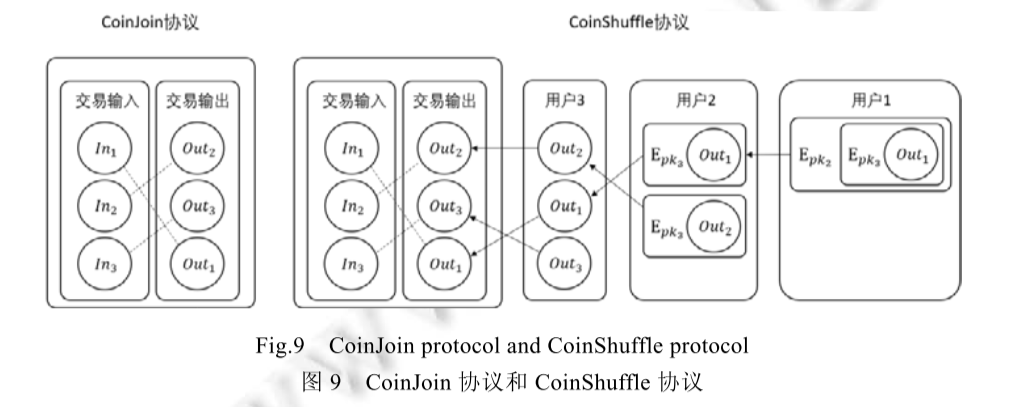 CoinJoin协议
CoinShuffle协议
交易输入 交易输出
In₁ Out₂
In₂ Out₃
In₃ Out₁
交易输入 交易输出 用户3 用户2 用户1
In₁ Out₂ Out₂ Eₚₖ₃ Out₁ Eₚₖ₂ Eₚₖ₃ Out₁
In₂ Out₃ Out₁ Eₚₖ₃ Out₂
In₃ Out₁ Out₃
Fig.9 CoinJoin protocol and CoinShuffle protocol
图 9 CoinJoin 协议和 CoinShuffle 协议